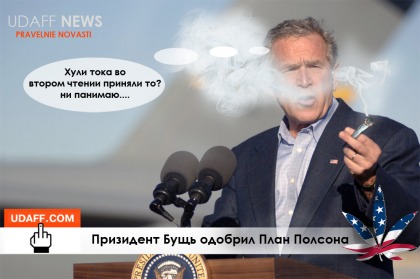 UDAFF NEWS
PRAVELNIE NOVASTI
Хули тока во
втором чтении приняли то?
ни панимаю....
UDAFF.COM
Призидент Бущь одобрил План Полсона